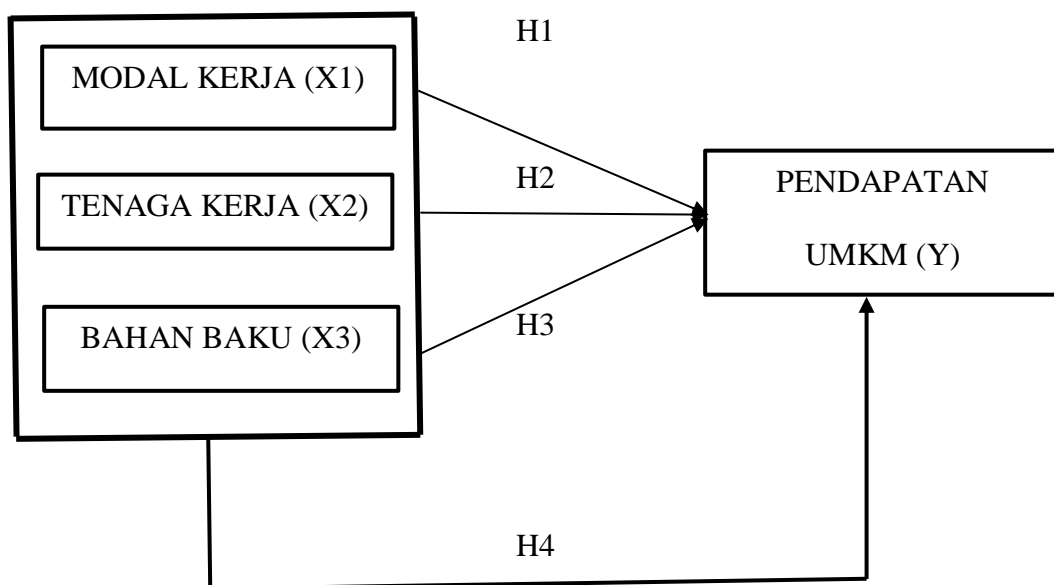 H1
MODAL KERJA (X1)
H2
TENAGA KERJA (X2)
PENDAPATAN
UMKM (Y)
H3
BAHAN BAKU (X3)
H4